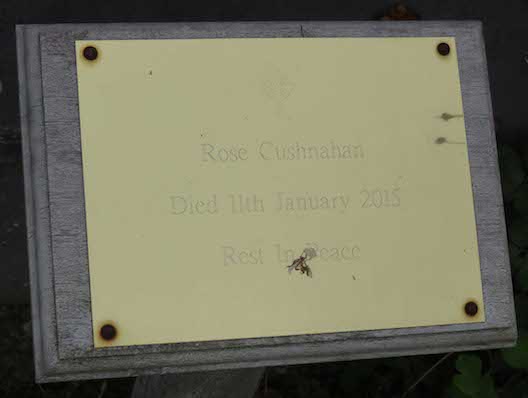 Rose Cushnahan
Died 11th January 2015
Rest In Peace